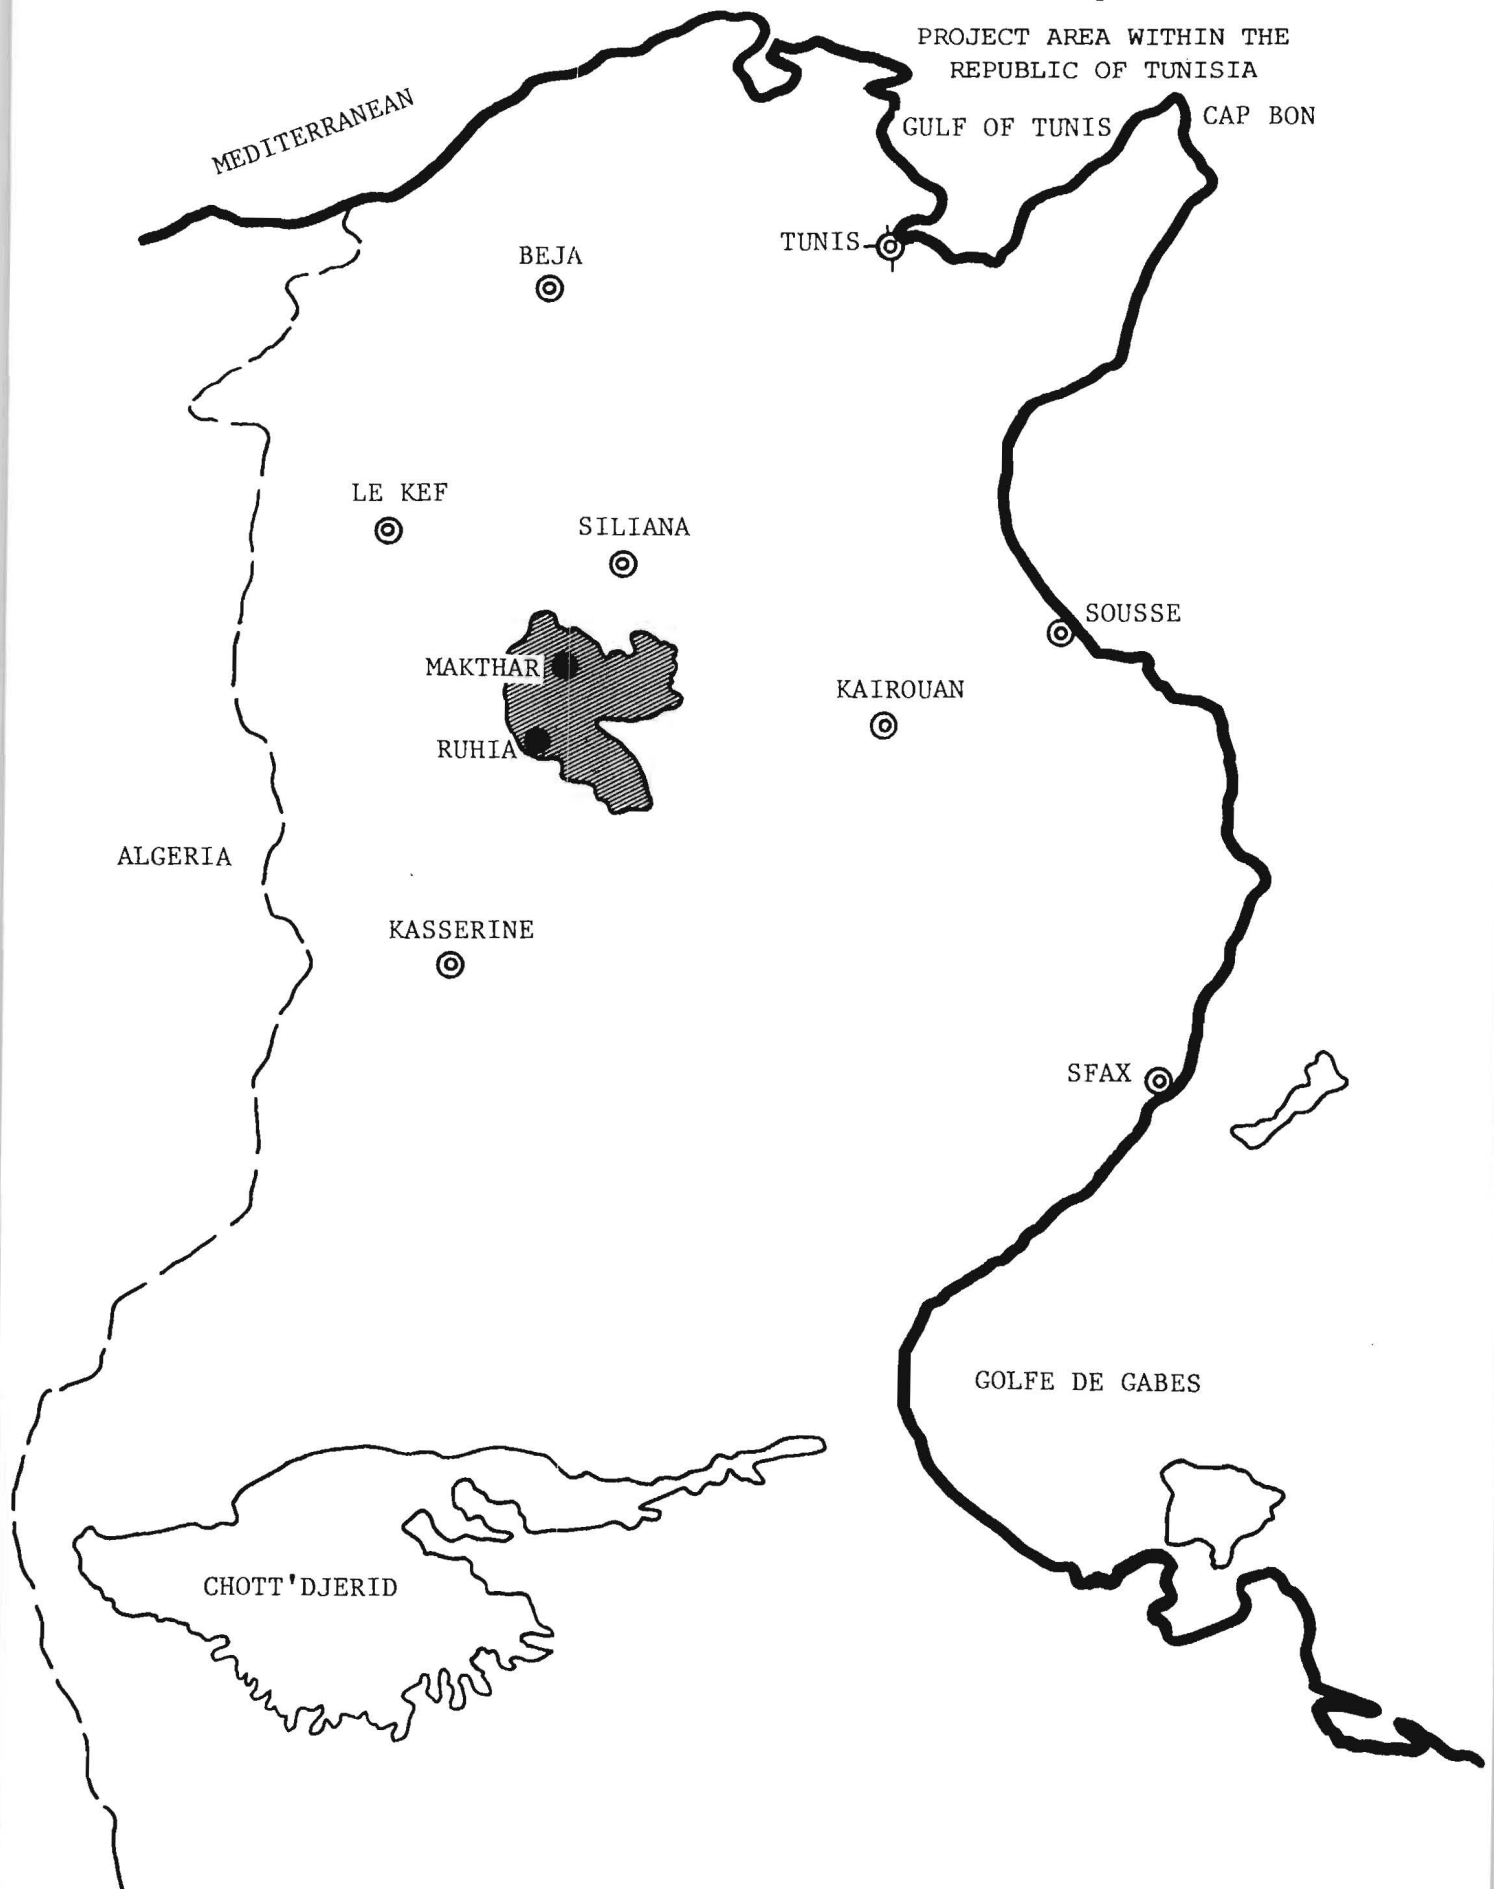 PROJECT AREA WITHIN THE
REPUBLIC OF TUNISIA
MEDITERRANEAN
GULF OF TUNIS
CAP BON
TUNIS
BEJA
LE KEF
SILIANA
SOUSSE
MAKTHAR
KAIROUAN
RUHIA
ALGERIA
KASSERINE
SFAX
GOLFE DE GABES
CHOTT'DJERID